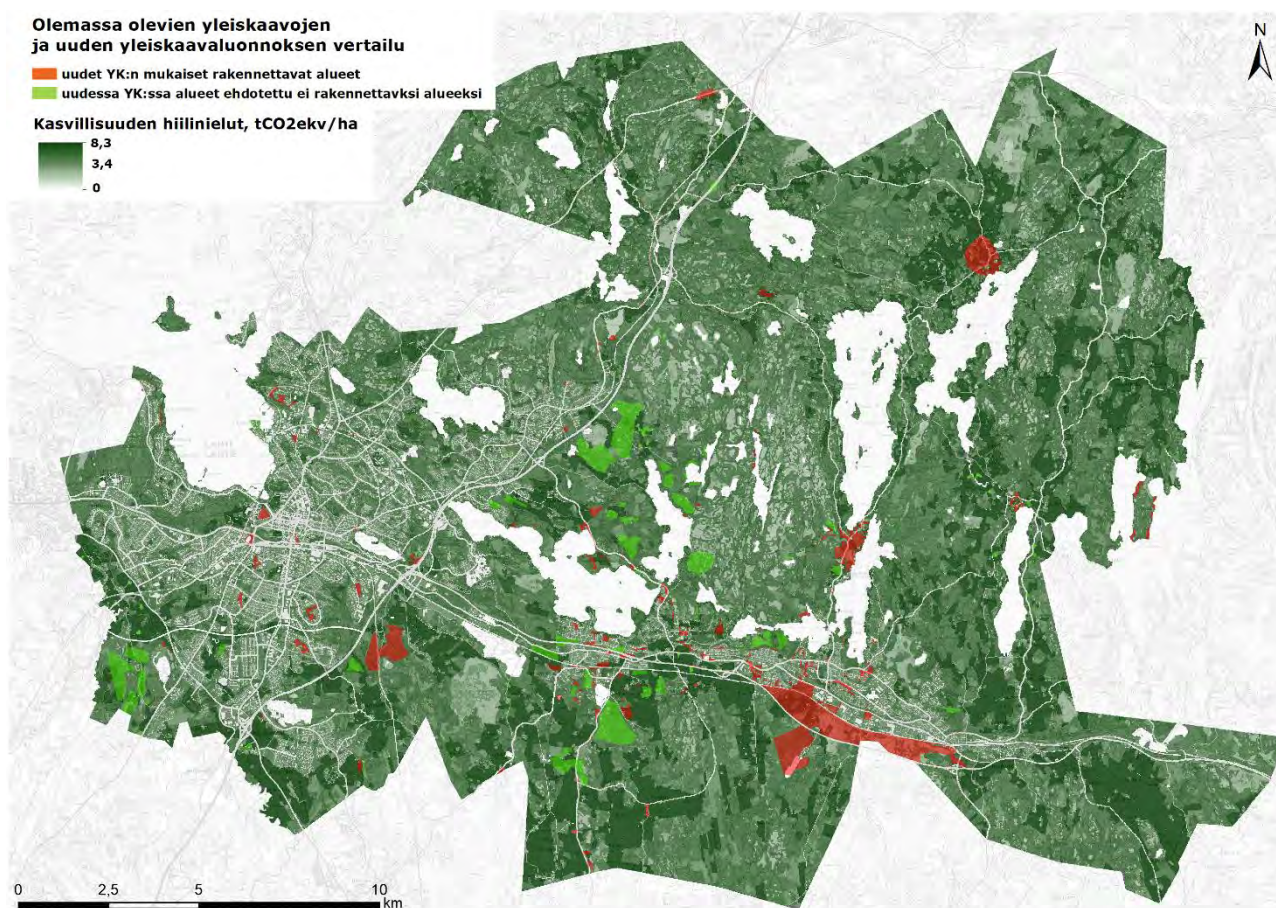 Olemassa olevien yleiskaavojen
ja uuden yleiskaavaluonnoksen vertailu
uudet YK:n mukaiset rakennettavat alueet
uudessa YK:ssa alueet ehdotettu ei rakennettavksi alueeksi
Kasvillisuuden hiilinielut, tCO2ekv/ha
8,3
3,4
0
N
0 2,5 5 10
km